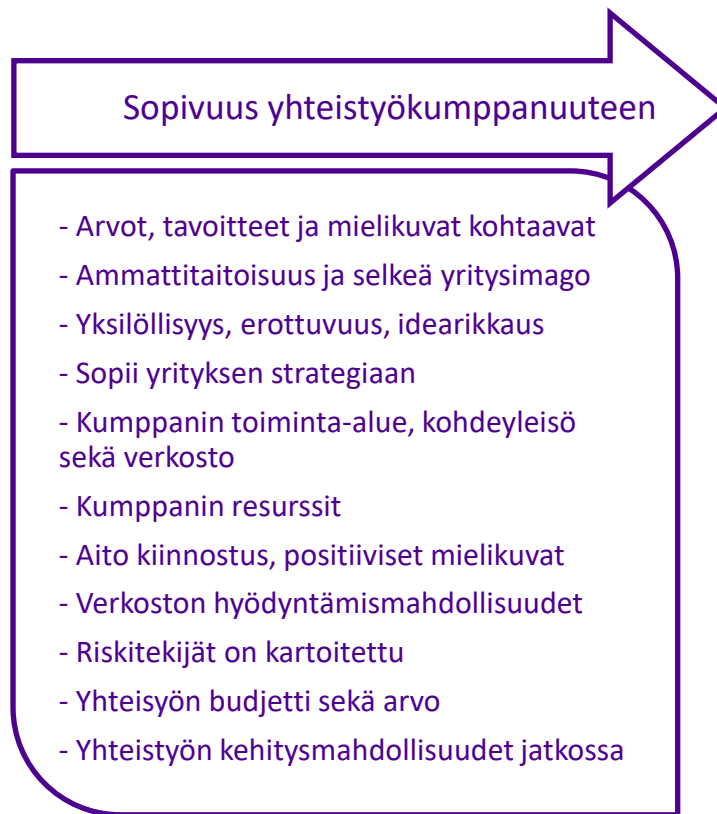 Sopivuus yhteistyökumppanuuteen
- Arvot, tavoitteet ja mielikuvat kohtaavat
- Ammattitaitoisuus ja selkeä yritysimago
- Yksilöllisyys, erottuvuus, idearikkaus
- Sopii yrityksen strategiaan
- Kumppanin toiminta-alue, kohdeyleisö
sekä verkosto
- Kumppanin resurssit
- Aito kiinnostus, positiiviset mielikuvat
- Verkoston hyödyntämismahdollisuudet
- Riskitekijät on kartoitettu
- Yhteisyön budjetti sekä arvo
- Yhteistyön kehitysmahdollisuudet jatkossa